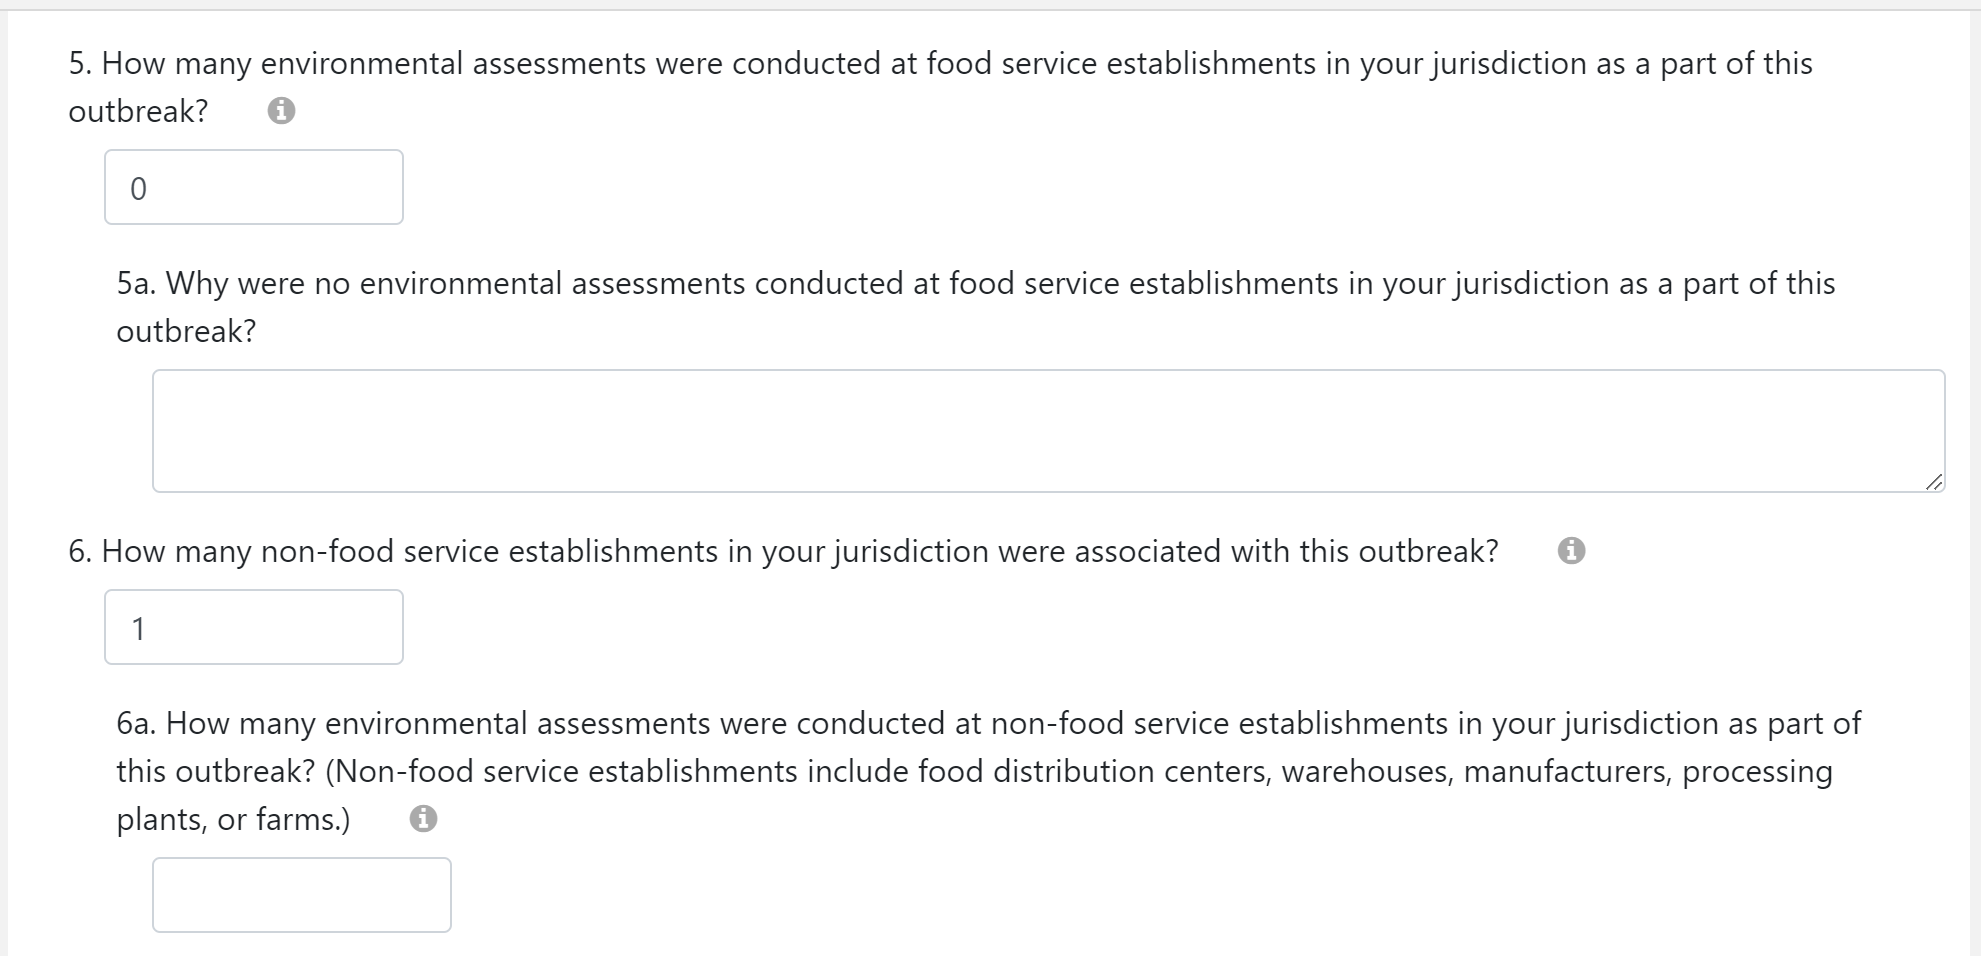 5. How many environmental assessments were conducted at food service establishments in your jurisdiction as a part of this
outbreak?
0
5a. Why were no environmental assessments conducted at food service establishments in your jurisdiction as a part of this
outbreak?
6. How many non-food service establishments in your jurisdiction were associated with this outbreak?
1
6a. How many environmental assessments were conducted at non-food service establishments in your jurisdiction as part of
this outbreak? (Non-food service establishments include food distribution centers, warehouses, manufacturers, processing
plants, or farms.)